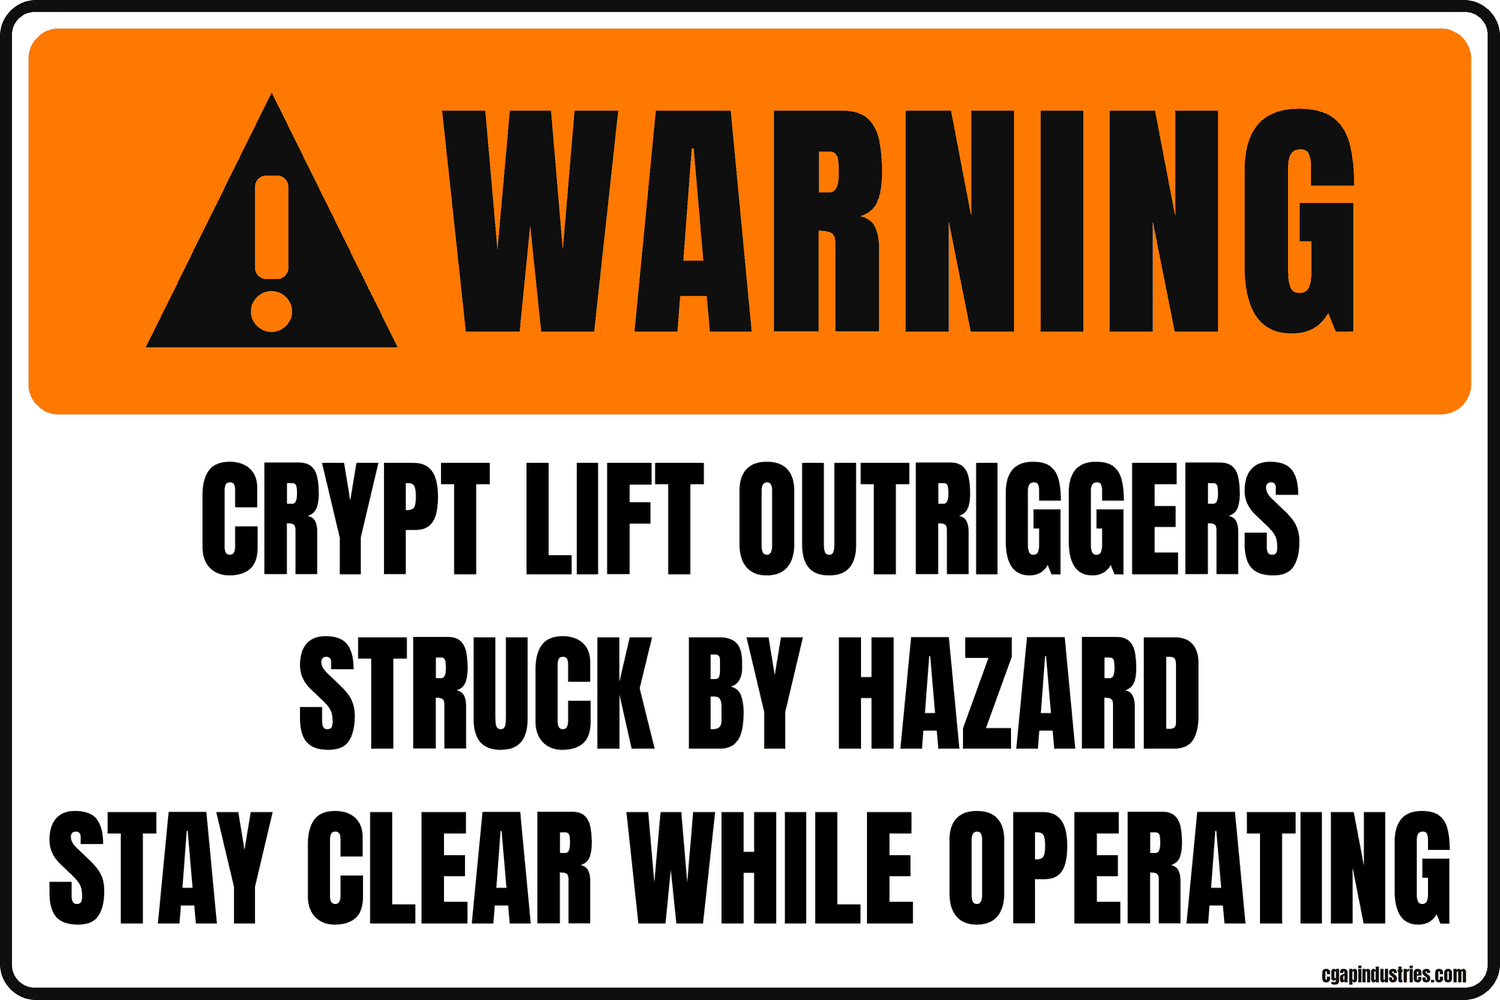 WARNING
CRYPT LIFT OUTRIGGERS
STRUCK BY HAZARD
STAY CLEAR WHILE OPERATING
cgapindustries.com